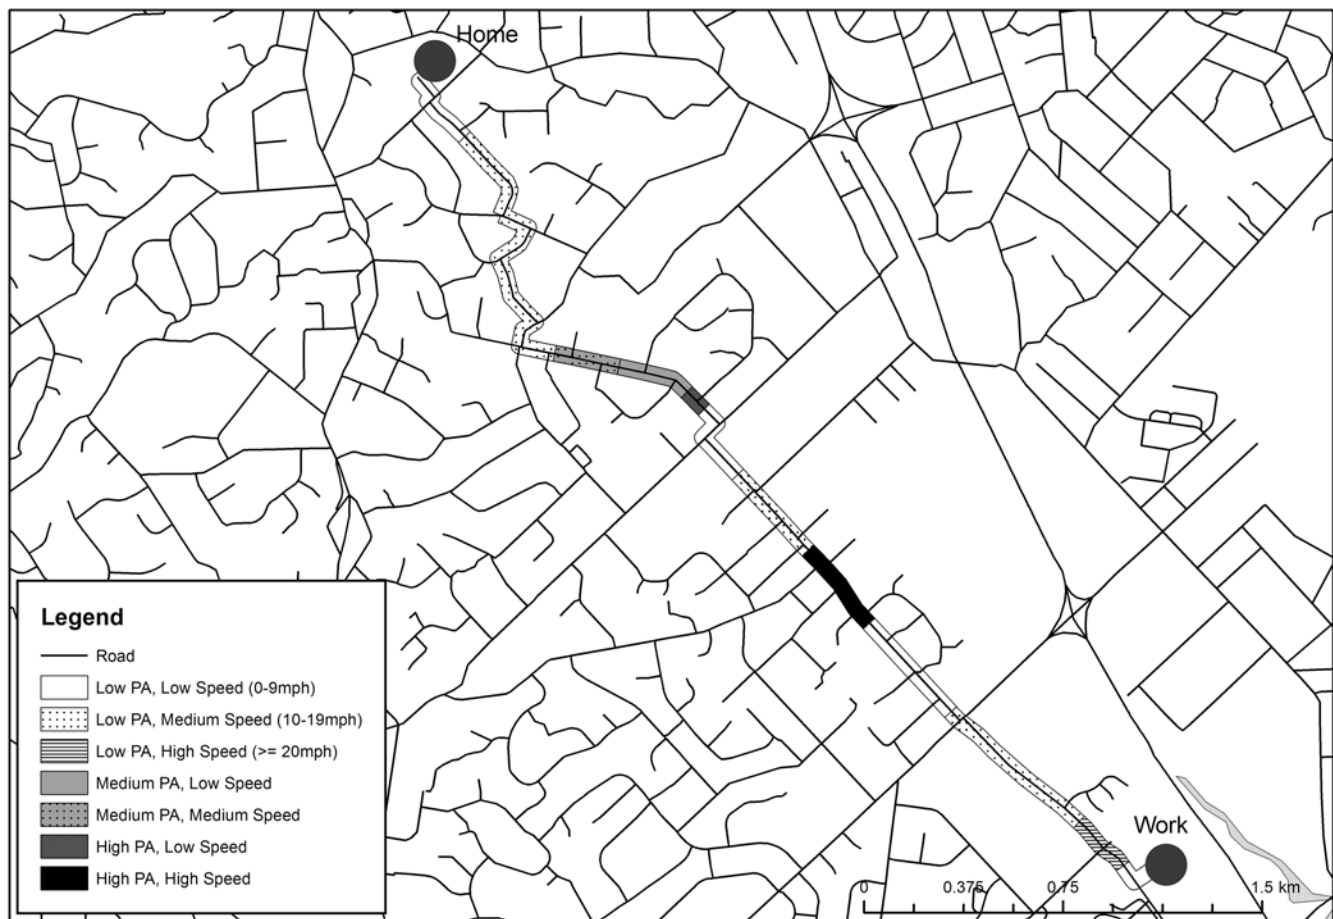 Home
Legend
Road
Low PA, Low Speed (0-9mph)
Low PA, Medium Speed (10-19mph)
Low PA, High Speed (>= 20mph)
Medium PA, Low Speed
Medium PA, Medium Speed
High PA, Low Speed
High PA, High Speed
Work
0 0.375 0.75 1.5 km